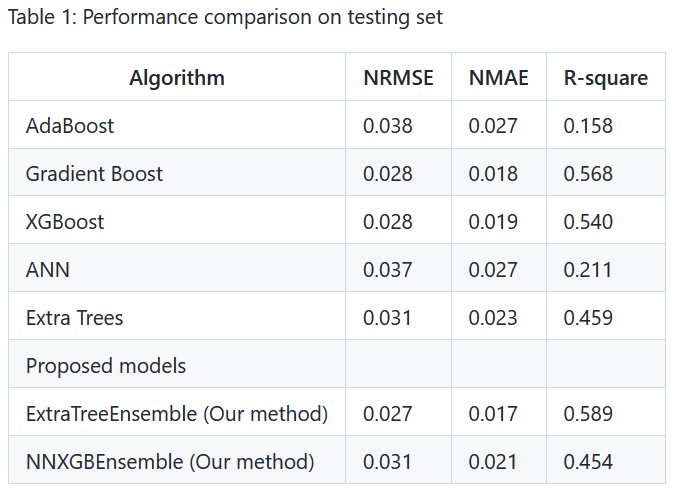 Table 1: Performance comparison on testing set
Algorithm NRMSE NMAE R-square
AdaBoost 0.038 0.027 0.158
Gradient Boost 0.028 0.018 0.568
XGBoost 0.028 0.019 0.540
ANN 0.037 0.027 0.211
Extra Trees 0.031 0.023 0.459
Proposed models
ExtraTreeEnsemble (Our method) 0.027 0.017 0.589
NNXGBEnsemble (Our method) 0.031 0.021 0.454